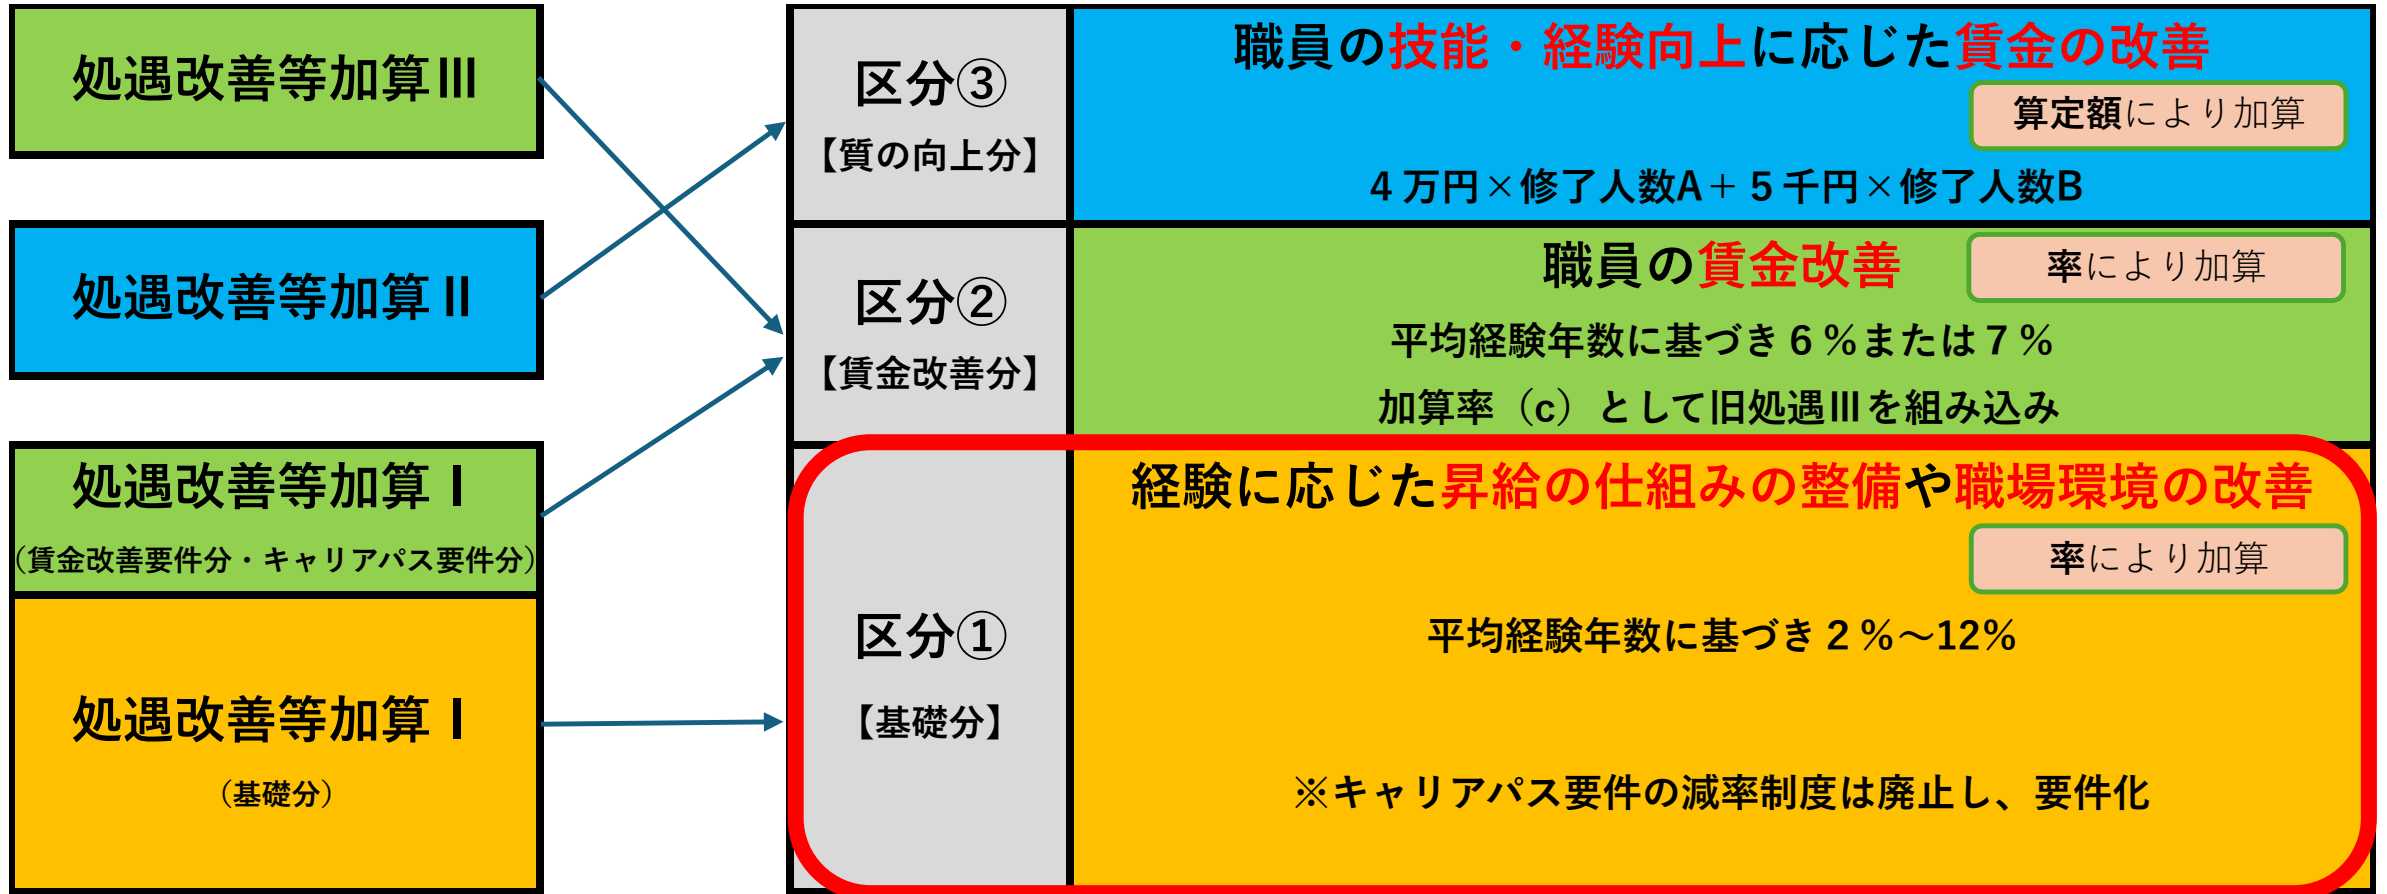 処遇改善等加算Ⅲ
処遇改善等加算Ⅱ
処遇改善等加算Ⅰ
（賃金改善要件分・キャリアパス要件分）
処遇改善等加算Ⅰ
（基礎分）
区分③
【質の向上分】
職員の技能・経験向上に応じた賃金の改善
算定額により加算
４万円×修了人数A＋５千円×修了人数B
区分②
【賃金改善分】
職員の賃金改善
率により加算
平均経験年数に基づき６％または７％
加算率（c）として旧処遇Ⅲを組み込み
区分①
【基礎分】
経験に応じた昇給の仕組みの整備や職場環境の改善
率により加算
平均経験年数に基づき２％～12％
※キャリアパス要件の減率制度は廃止し、要件化